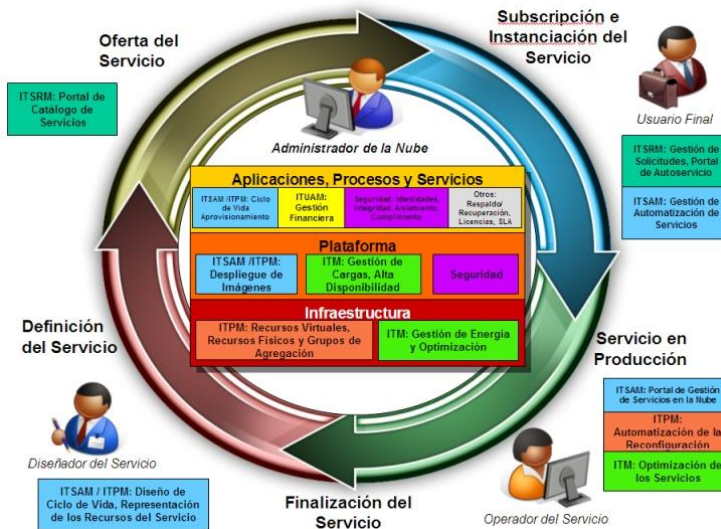 Oferta del
Servicio
Subscripción e
Instanciación del
Servicio
ITSRM: Portal de
Catálogo de
Servicios
Administrador de la Nube
Usuario Final
ITSRM: Gestión de
Solicitudes, Portal
de Autoservicio
ITSAM: Gestión de
Automatización de
Servicios
Aplicaciones, Procesos y Servicios
ITSAM /ITPM: Ciclo
de Vida
Aprovisionamiento
ITUAM:
Gestión
Financiera
Seguridad: Identidades,
Integridad, Aislamiento,
Cumplimiento
Otros:
Respaldo/
Recuperación,
Licencias, SLA
Plataforma
ITSAM /ITPM:
Despliegue de
Imágenes
ITM: Gestión de
Cargas, Alta
Disponibilidad
Seguridad
Infraestructura
ITPM: Recursos Virtuales,
Recursos Físicos y Grupos de
Agregación
ITM: Gestión de Energía
y Optimización
Definición
del Servicio
Servicio en
Producción
ITSAM: Portal de Gestión
de Servicios en la Nube
ITPM:
Automatización de la
Reconfiguración
ITM: Optimización de
los Servicios
Diseñador del Servicio
ITSAM / ITPM: Diseño de
Ciclo de Vida, Representación
de los Recursos del Servicio
Finalización del
Servicio
Operador del Servicio